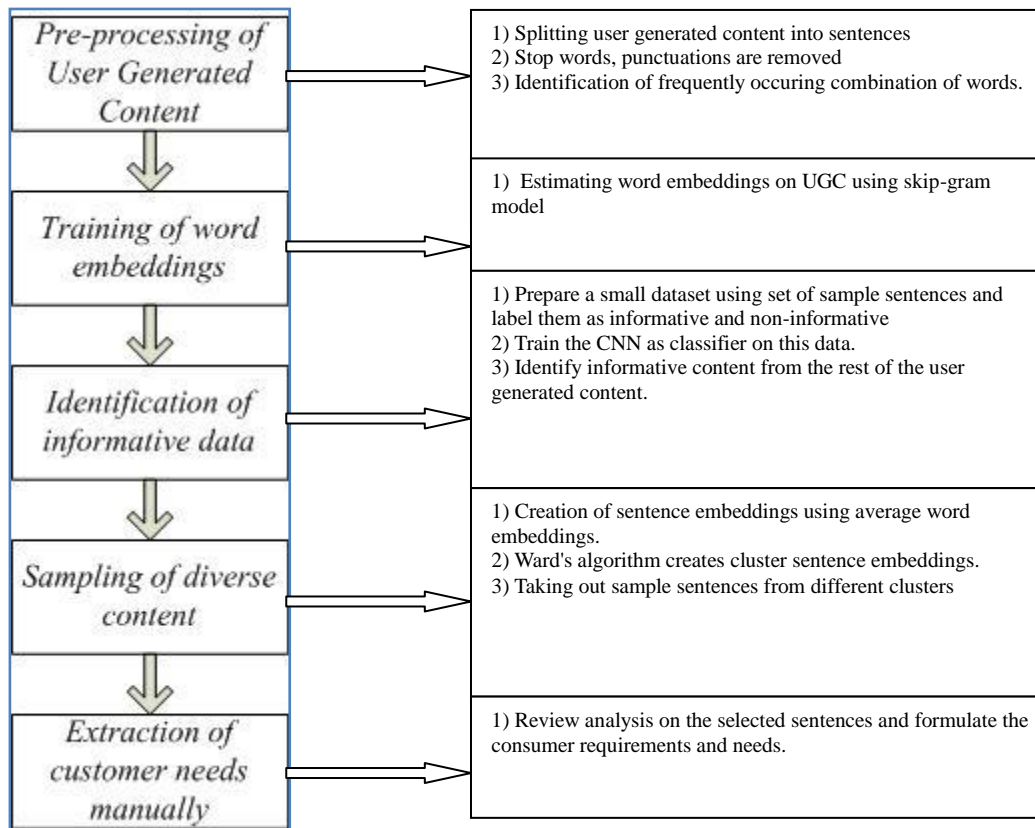 Pre-processing of
User Generated
Content
1) Splitting user generated content into sentences
2) Stop words, punctuations are removed
3) Identification of frequently occuring combination of words.
Training of word
embeddings
1) Estimating word embeddings on UGC using skip-gram
model
Identification of
informative data
1) Prepare a small dataset using set of sample sentences and
label them as informative and non-informative
2) Train the CNN as classifier on this data.
3) Identify informative content from the rest of the user
generated content.
Sampling of diverse
content
1) Creation of sentence embeddings using average word
embeddings.
2) Ward's algorithm creates cluster sentence embeddings.
3) Taking out sample sentences from different clusters
Extraction of
customer needs
manually
1) Review analysis on the selected sentences and formulate the
consumer requirements and needs.